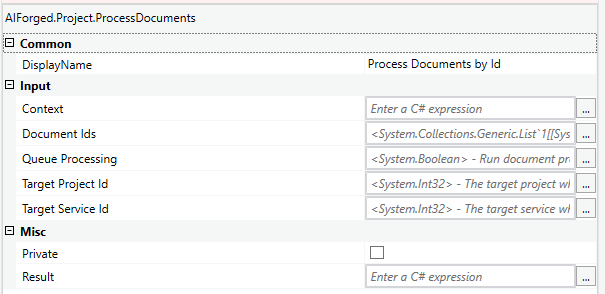 AIForged.Project.ProcessDocuments
Common
DisplayName Process Documents by Id
Input
Context Enter a C# expression ...
Document Ids <System.Collections.Generic.List`1[[Sys ...
Queue Processing <System.Boolean> - Run document pr ...
Target Project Id <System.Int32> - The target project wh ...
Target Service Id <System.Int32> - The target service wh ...
Misc
Private
Result Enter a C# expression ...